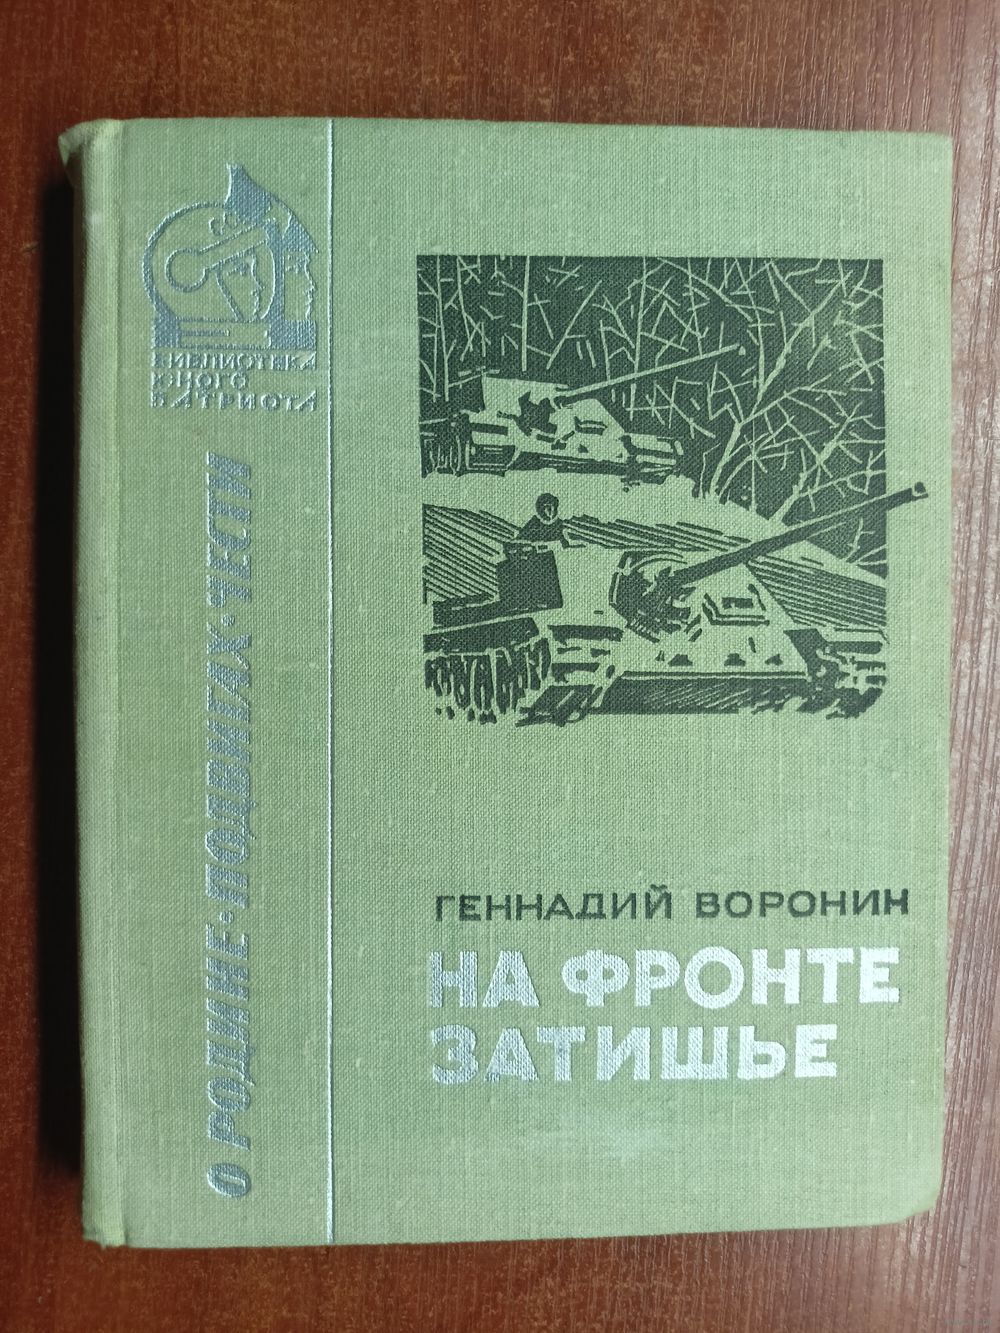 БИБЛИОТЕКА
ЮНОГО
ПАТРИОТА
О РОДИНЕ·ПОДВИГАХ·ЧЕСТИ
ГЕННАДИЙ ВОРОНИН
НА ФРОНТЕ
ЗАТИШЬЕ